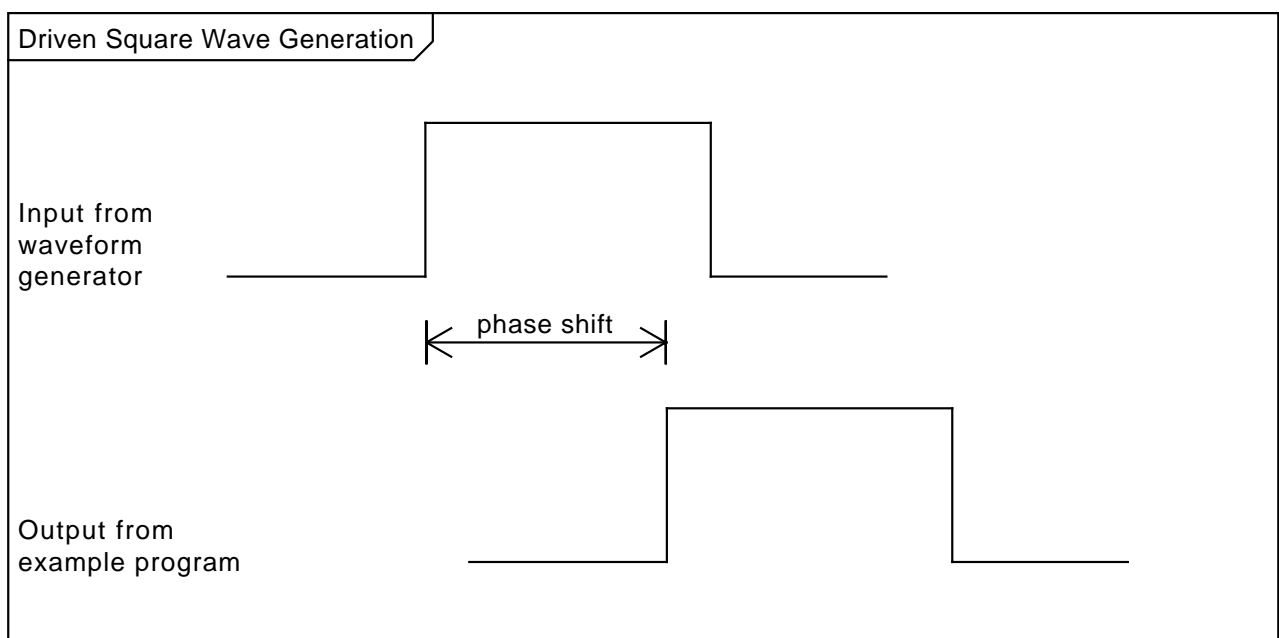 Driven Square Wave Generation
Input from
waveform
generator
phase shift
Output from
example program